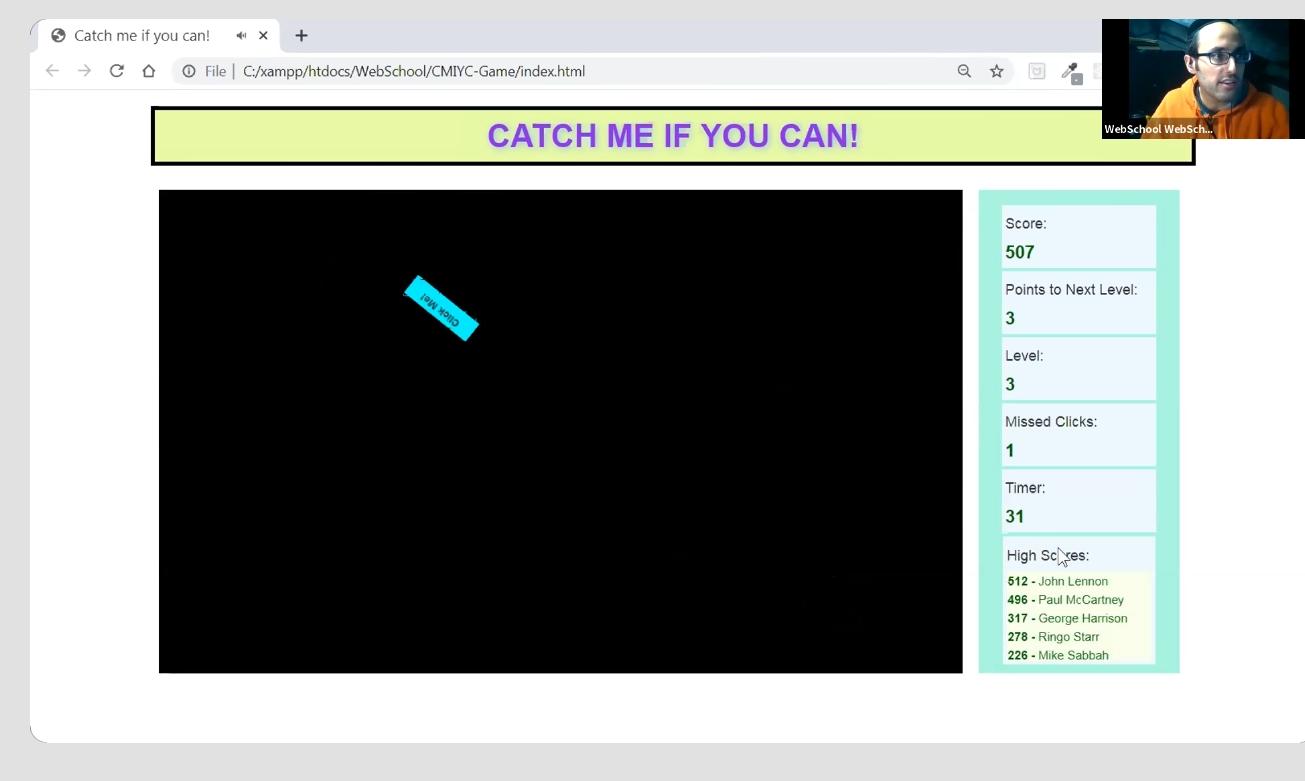 Catch me if you can!
File | C:/xampp/htdocs/WebSchool/CMIYC-Game/index.html
WebSchool WebSch...
CATCH ME IF YOU CAN!
Click Me!
Score:
507
Points to Next Level:
3
Level:
3
Missed Clicks:
1
Timer:
31
High Scores:
512 - John Lennon
496 - Paul McCartney
317 - George Harrison
278 - Ringo Starr
226 - Mike Sabbah